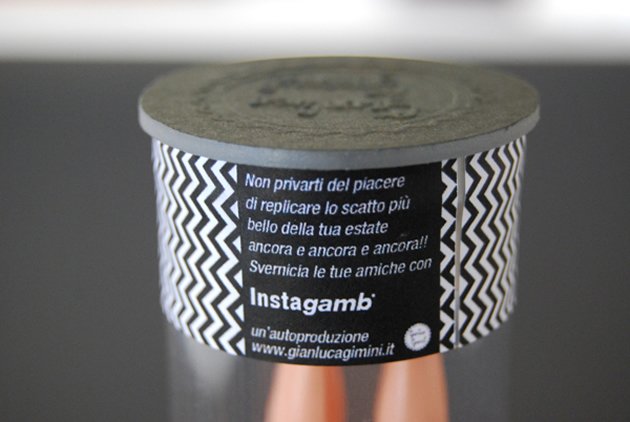 Non privarti del piacere
di replicare lo scatto più
bello della tua estate
ancora e ancora e ancora!!
Svernicia le tue amiche con
Instagamb
un'autoproduzione
www.gianlucagimini.it